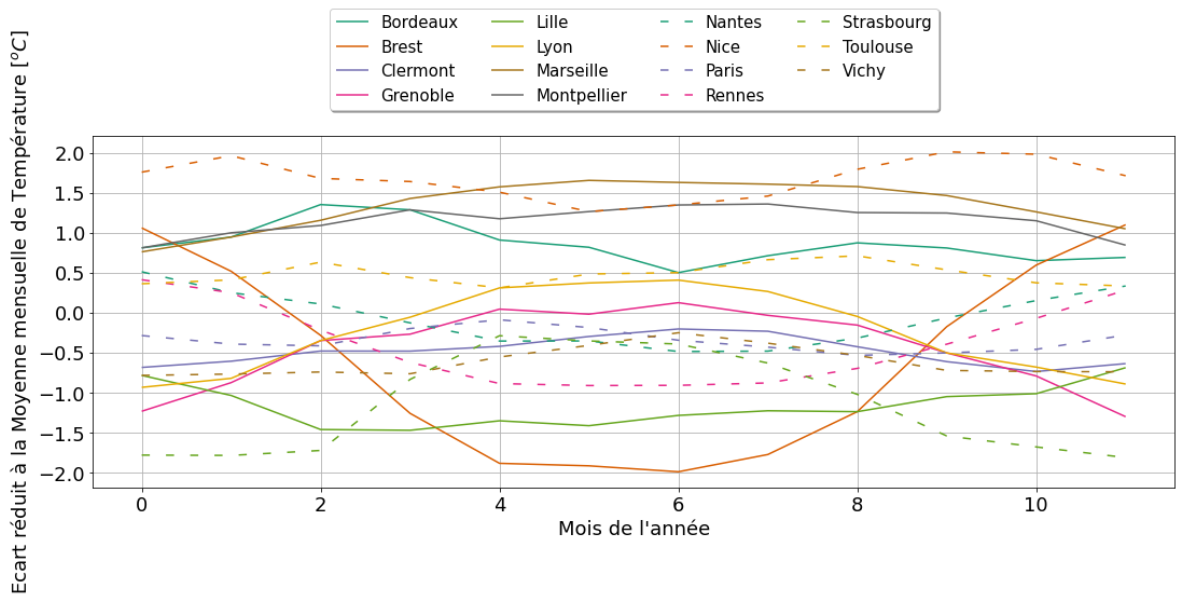 Bordeaux Lille Nantes Strasbourg
Brest Lyon Nice Toulouse
Clermont Marseille Paris Vichy
Grenoble Montpellier Rennes
Ecart réduit à la Moyenne mensuelle de Température [°C]
2.0
1.5
1.0
0.5
0.0
−0.5
−1.0
−1.5
−2.0
0 2 4 6 8 10
Mois de l'année